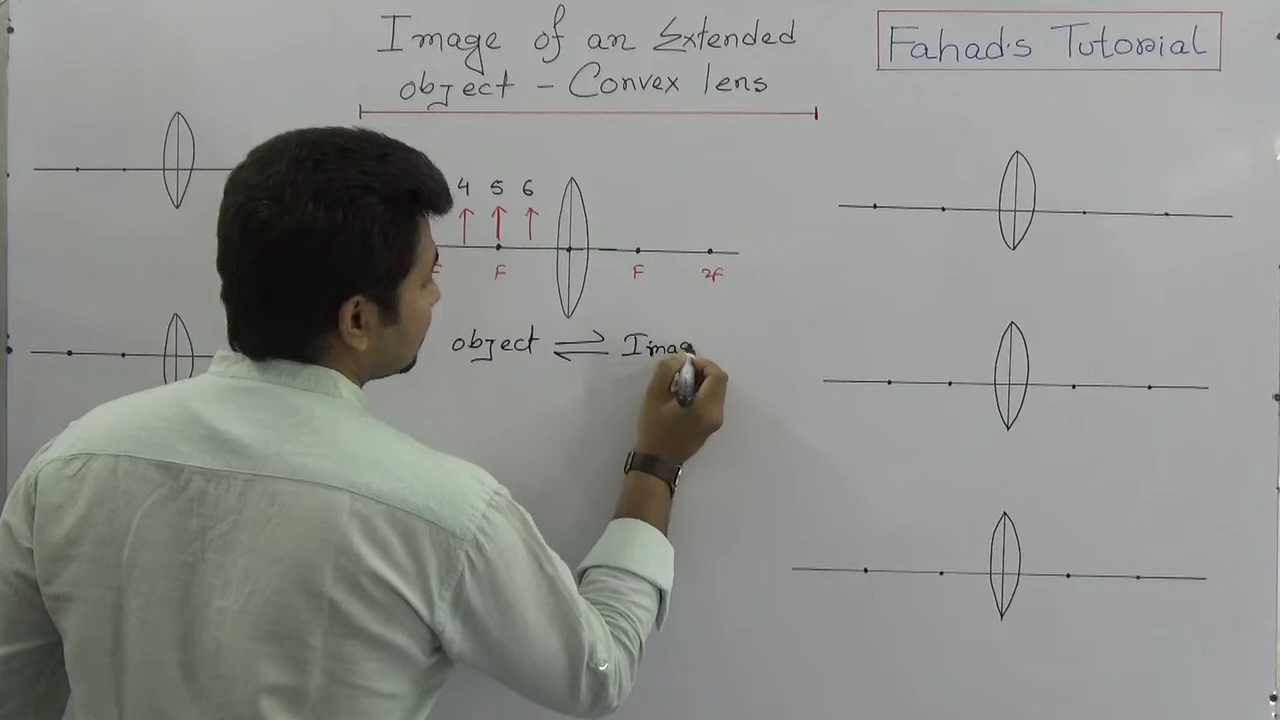 Image of an Extended
object - Convex lens
Fahad's Tutorial
4 5 6
F F F 2F
object ⇌ Imag